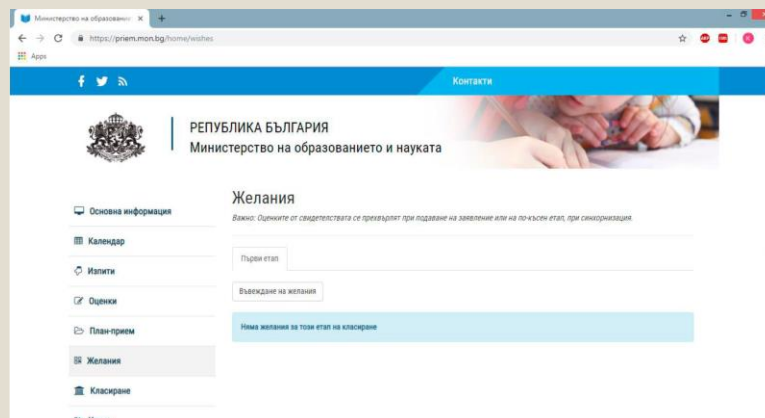 Министерство на образование
https://priem.mon.bg/home/wishes
Apps
Контакти
РЕПУБЛИКА БЪЛГАРИЯ
Министерство на образованието и науката
Желания
Важно: Оценките от свидетелствата се прехвърлят при подаване на заявление или на по-късен етап, при синхронизация.
Основна информация
Календар
Първи етап
Изпити
Въвеждане на желания
Оценки
План-прием
Няма желания за този етап на класиране
Желания
Класиране